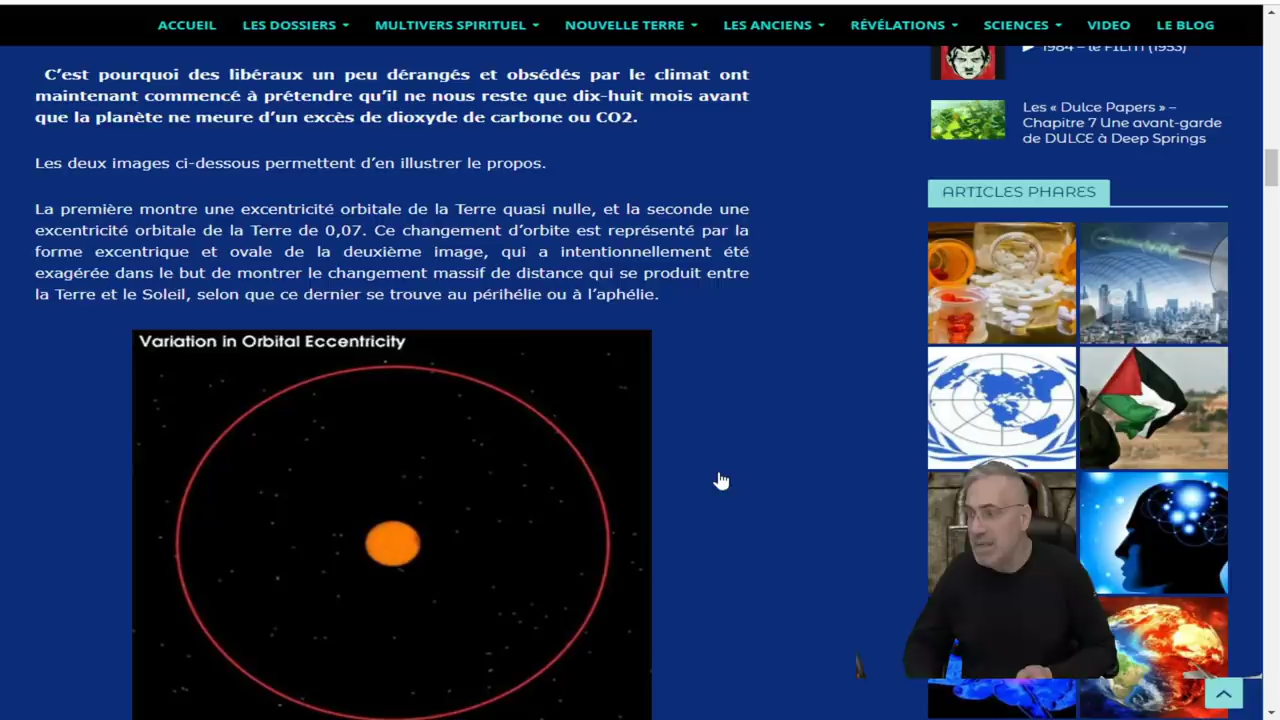 ACCUEIL LES DOSSIERS MULTIVERS SPIRITUEL NOUVELLE TERRE LES ANCIENS RÉVÉLATIONS SCIENCES VIDEO LE BLOG
C'est pourquoi des libéraux un peu dérangés et obsédés par le climat ont
maintenant commencé à prétendre qu'il ne nous reste que dix-huit mois avant
que la planète ne meure d'un excès de dioxyde de carbone ou CO2.
Les deux images ci-dessous permettent d'en illustrer le propos.
La première montre une excentricité orbitale de la Terre quasi nulle, et la seconde une
excentricité orbitale de la Terre de 0,07. Ce changement d'orbite est représenté par la
forme excentrique et ovale de la deuxième image, qui a intentionnellement été
exagérée dans le but de montrer le changement massif de distance qui se produit entre
la Terre et le Soleil, selon que ce dernier se trouve au périhélie ou à l'aphélie.
Variation in Orbital Eccentricity
1984 – le FILM (1953)
Les « Dulce Papers » –
Chapitre 7 Une avant-garde
de DULCE à Deep Springs
ARTICLES PHARES